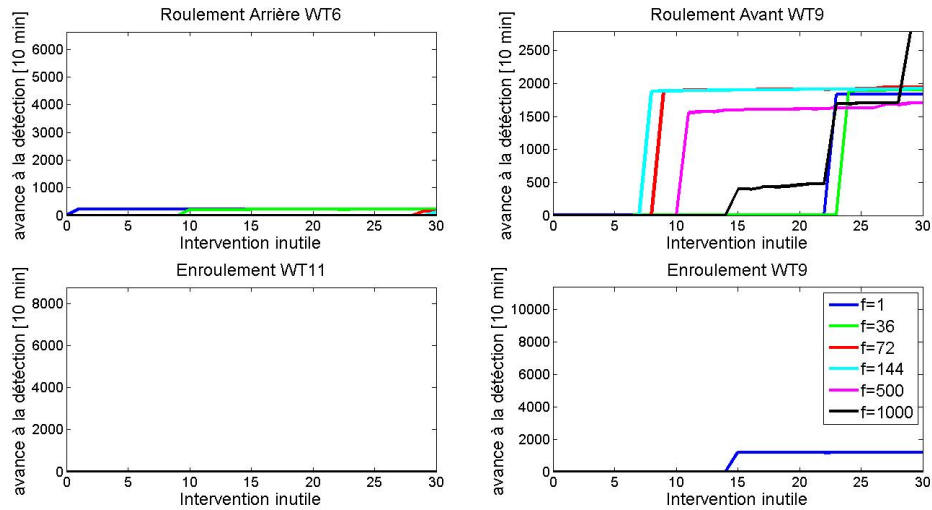 Roulement Arrière WT6
avance à la détéction [10 min]
6000
5000
4000
3000
2000
1000
0
0 5 10 15 20 25 30
Intervention inutile
Roulement Avant WT9
avance à la détéction [10 min]
2500
2000
1500
1000
500
0
0 5 10 15 20 25 30
Intervention inutile
Enroulement WT11
avance à la détéction [10 min]
8000
6000
4000
2000
0
0 5 10 15 20 25 30
Intervention inutile
Enroulement WT9
avance à la détéction [10 min]
10000
8000
6000
4000
2000
0
0 5 10 15 20 25 30
Intervention inutile
f=1
f=36
f=72
f=144
f=500
f=1000